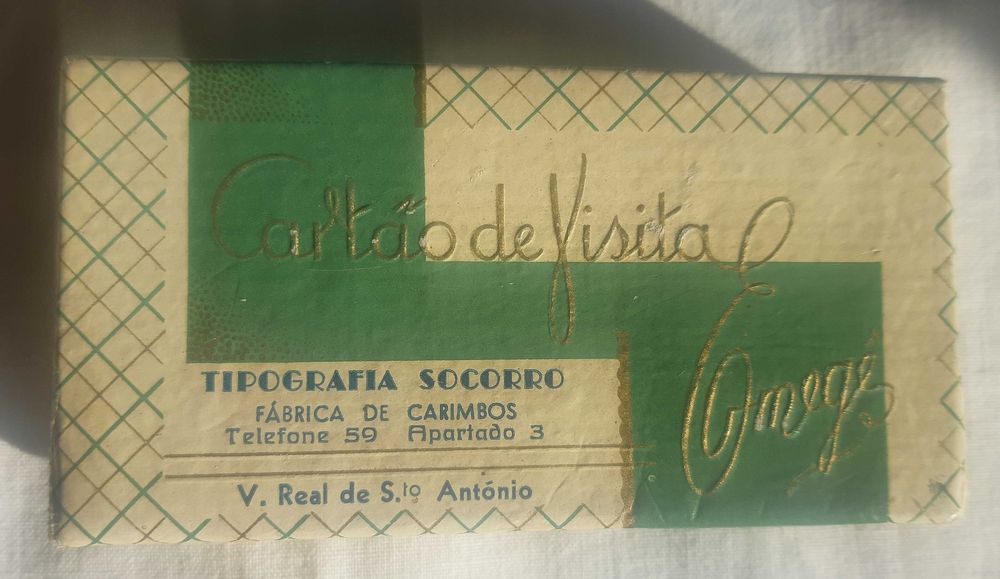 Cartão de Visita
Omega
TIPOGRAFIA SOCORRO
FÁBRICA DE CARIMBOS
Telefone 59 Apartado 3
V. Real de S.to António